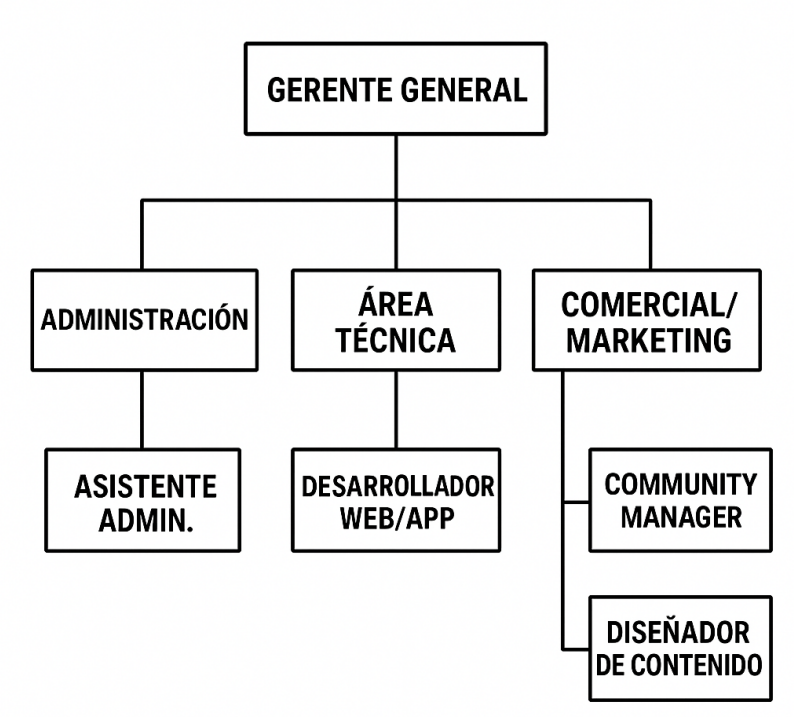 GERENTE GENERAL
ADMINISTRACIÓN
ÁREA
TÉCNICA
COMERCIAL/
MARKETING
ASISTENTE
ADMIN.
DESARROLLADOR
WEB/APP
COMMUNITY
MANAGER
DISEÑADOR
DE CONTENIDO